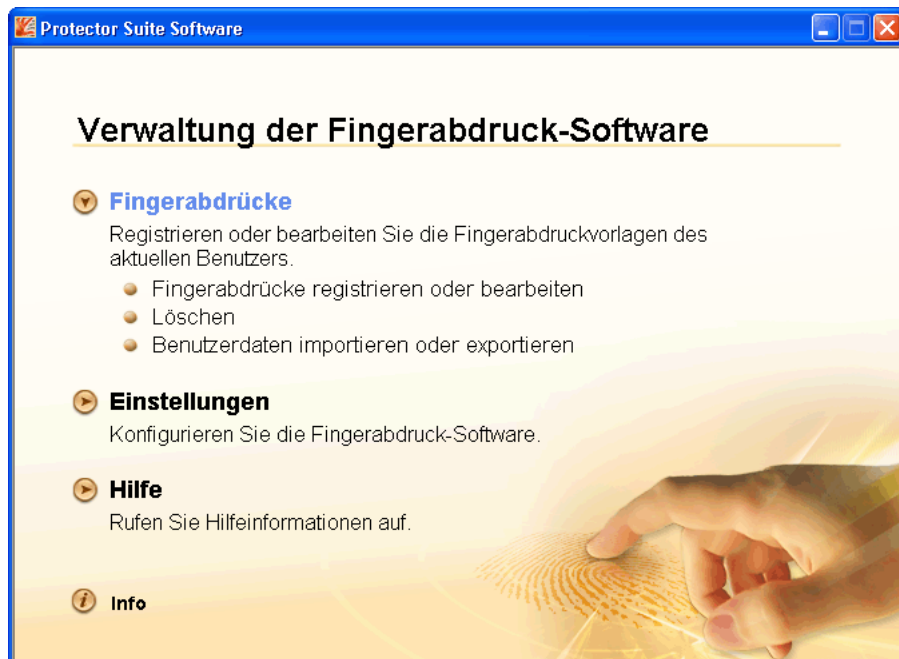 Protector Suite Software
Verwaltung der Fingerabdruck-Software
Fingerabdrücke
Registrieren oder bearbeiten Sie die Fingerabdruckvorlagen des
aktuellen Benutzers.
Fingerabdrücke registrieren oder bearbeiten
Löschen
Benutzerdaten importieren oder exportieren
Einstellungen
Konfigurieren Sie die Fingerabdruck-Software.
Hilfe
Rufen Sie Hilfeinformationen auf.
Info